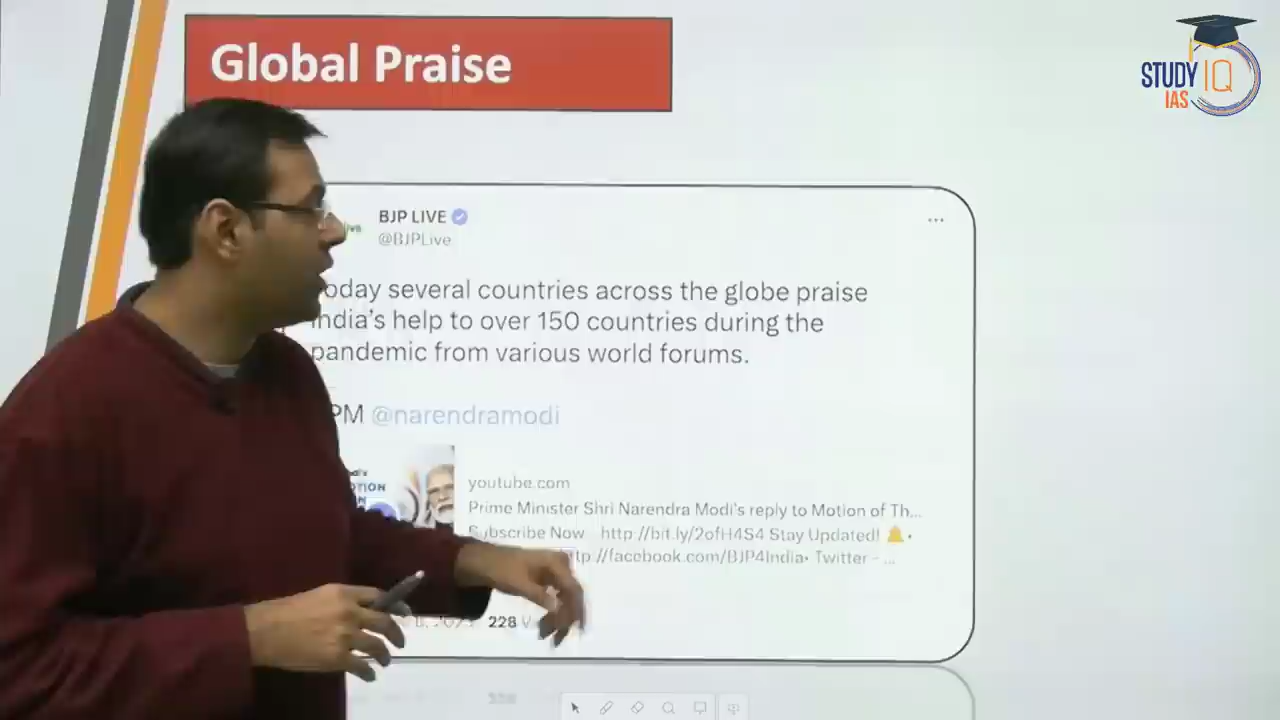 Global Praise
STUDY IQ
IAS
BJP LIVE
@BJPLive
oday several countries across the globe praise
India's help to over 150 countries during the
pandemic from various world forums.
PM @narendramodi
youtube.com
Prime Minister Shri Narendra Modi's reply to Motion of Th...
Subscribe Now http://bit.ly/2ofH4S4 Stay Updated! 🔔 •
tp://facebook.com/BJP4India• Twitter - ...
228